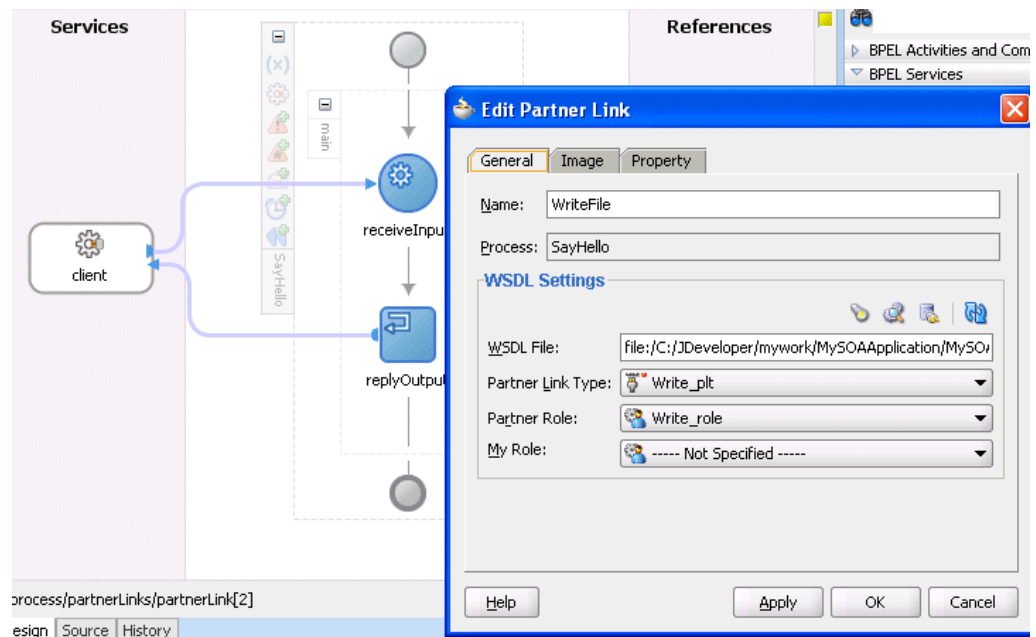 Services
References
BPEL Activities and Com
BPEL Services
main
Edit Partner Link
General Image Property
Name: WriteFile
receiveInpu
Process: SayHello
client
SayHello
WSDL Settings
WSDL File: file:/C:/JDeveloper/mywork/MySOAApplication/MySOA
replyOutput
Partner Link Type: Write_plt
Partner Role: Write_role
My Role: ----- Not Specified -----
process/partnerLinks/partnerLink[2]
Help Apply OK Cancel
esign Source History